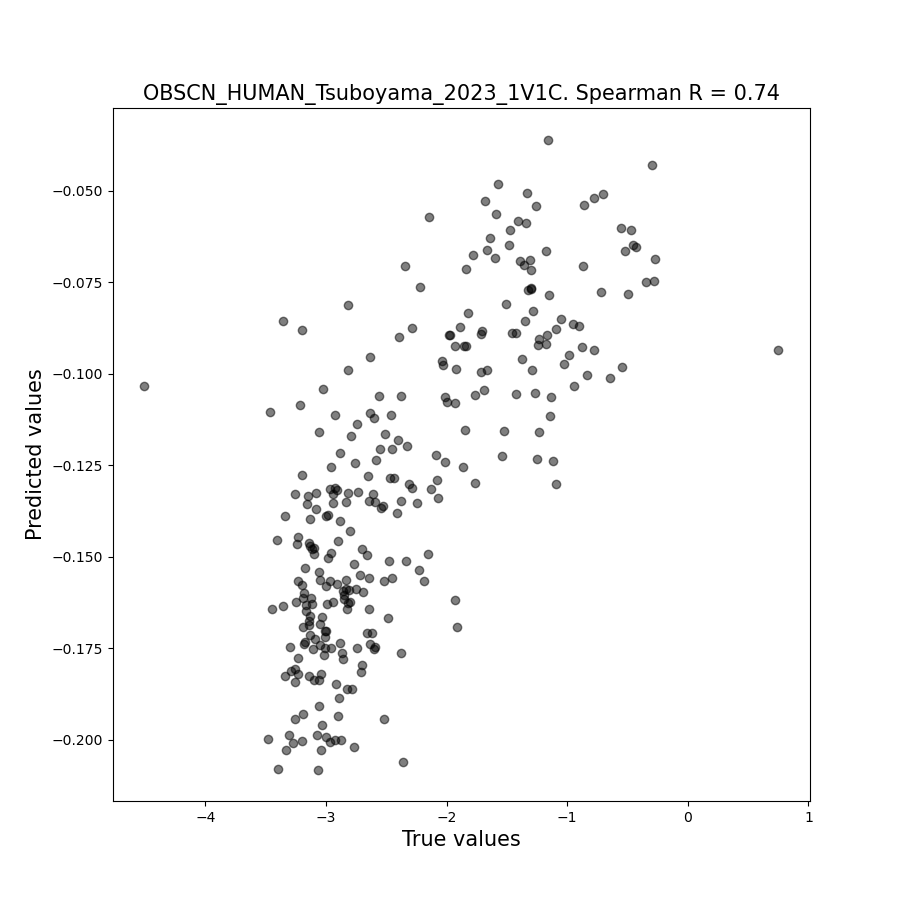 OBSCN_HUMAN_Tsuboyama_2023_1V1C. Spearman R = 0.74
Predicted values
−0.050
−0.075
−0.100
−0.125
−0.150
−0.175
−0.200
−4 −3 −2 −1 0 1
True values